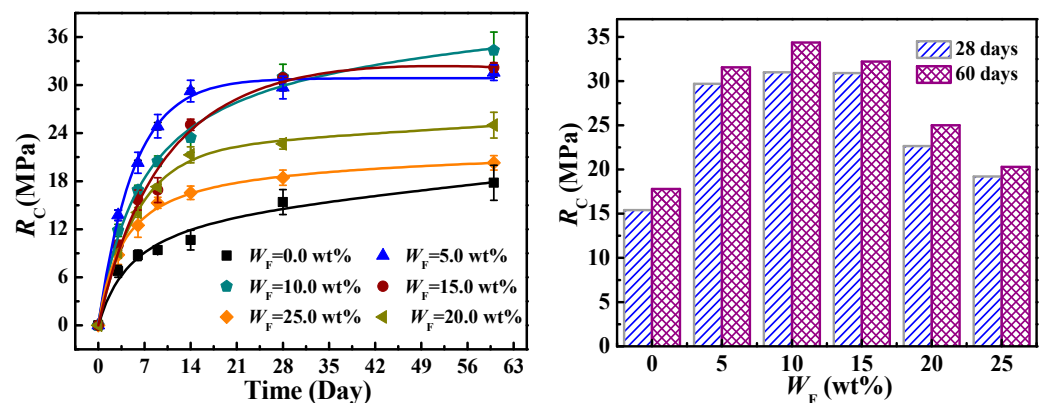 R_C(MPa)
36
30
24
18
12
6
0
W_F=0.0 wt% W_F=5.0 wt%
W_F=10.0 wt% W_F=15.0 wt%
W_F=25.0 wt% W_F=20.0 wt%
0 7 14 21 28 35 42 49 56 63
Time (Day)
R_C(MPa)
35
30
25
20
15
10
5
0
28 days
60 days
0 5 10 15 20 25
W_F (wt%)